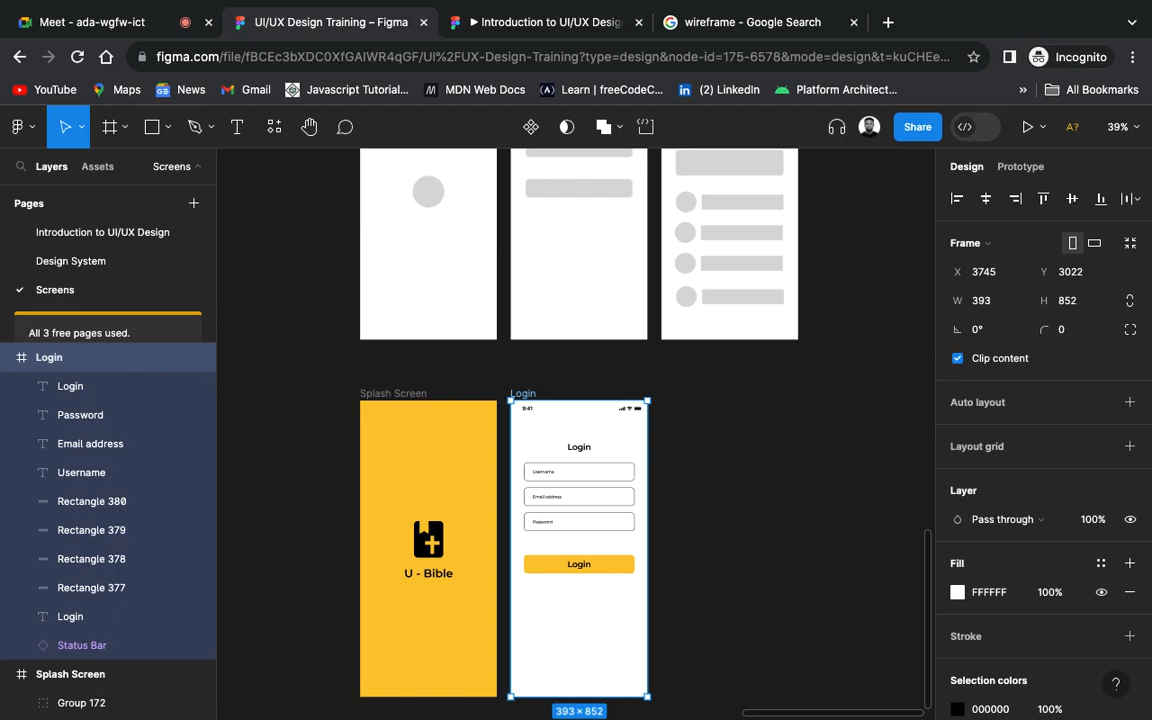 Meet - ada-wgfw-ict
UI/UX Design Training – Figma
Introduction to UI/UX Desig
wireframe - Google Search
figma.com/file/fBCEc3bXDC0XfGAIWR4qGF/UI%2FUX-Design-Training?type=design&node-id=175-6578&mode=design&t=kuCHEe...
Incognito
YouTube
Maps
News
Gmail
Javascript Tutorial...
MDN Web Docs
Learn | freeCodeC...
(2) LinkedIn
Platform Architect...
»
All Bookmarks
Share
A?
39%
Layers
Assets
Screens
Design
Prototype
Pages
Introduction to UI/UX Design
Design System
Screens
All 3 free pages used.
Login
Login
Password
Email address
Username
Rectangle 380
Rectangle 379
Rectangle 378
Rectangle 377
Login
Status Bar
Splash Screen
Group 172
Splash Screen
U - Bible
Login
9:41
Login
Username
Email address
Password
Login
393 × 852
Frame
X 3745 Y 3022
W 393 H 852
0° 0
Clip content
Auto layout
Layout grid
Layer
Pass through 100%
Fill
FFFFFF 100%
Stroke
Selection colors
000000 100%
?